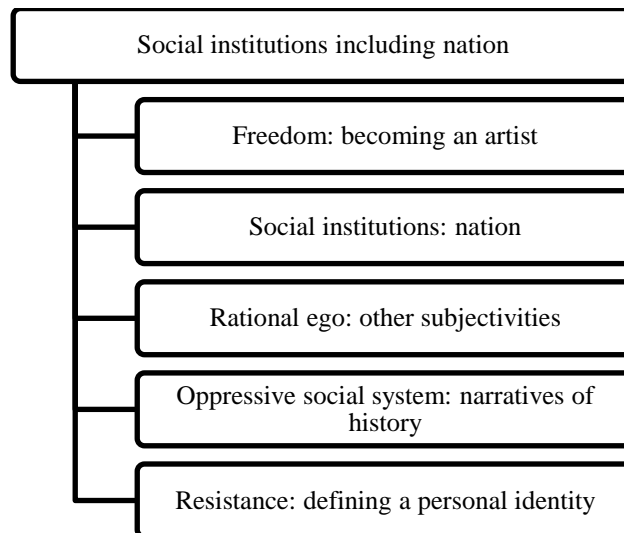 Social institutions including nation
Freedom: becoming an artist
Social institutions: nation
Rational ego: other subjectivities
Oppressive social system: narratives of
history
Resistance: defining a personal identity